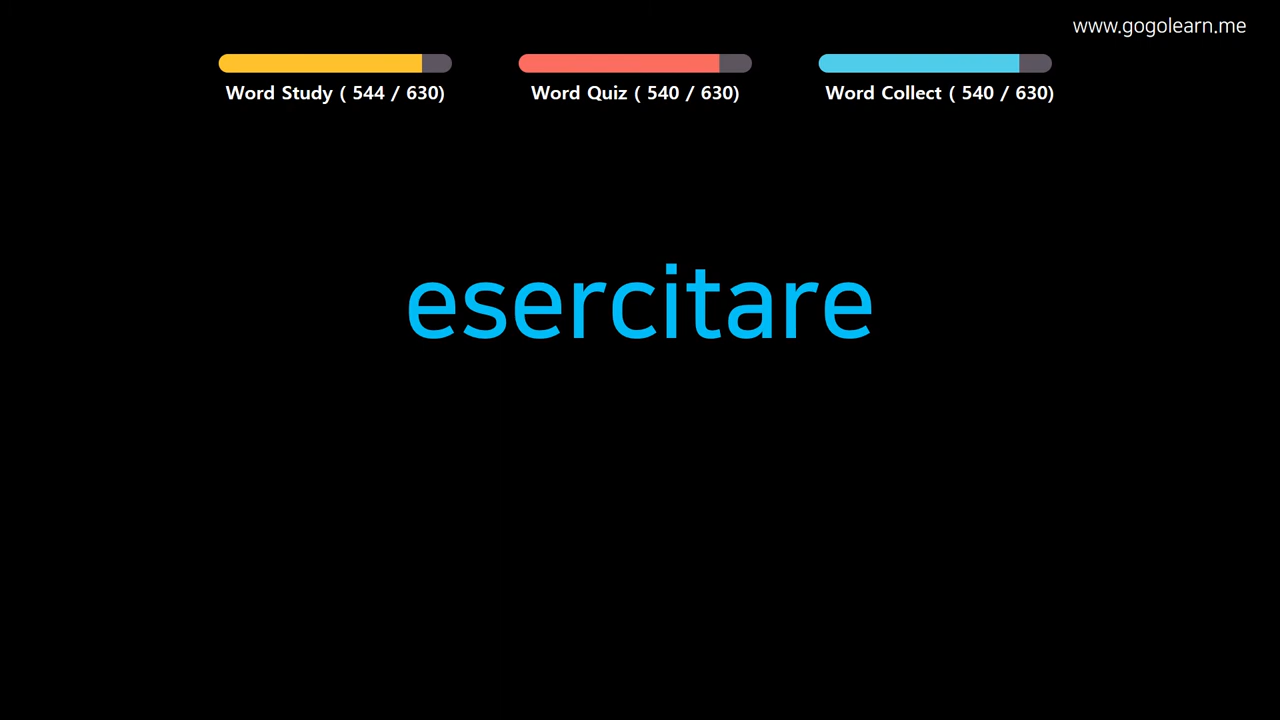 www.gogolearn.me
Word Study ( 544 / 630)
Word Quiz ( 540 / 630)
Word Collect ( 540 / 630)
esercitare